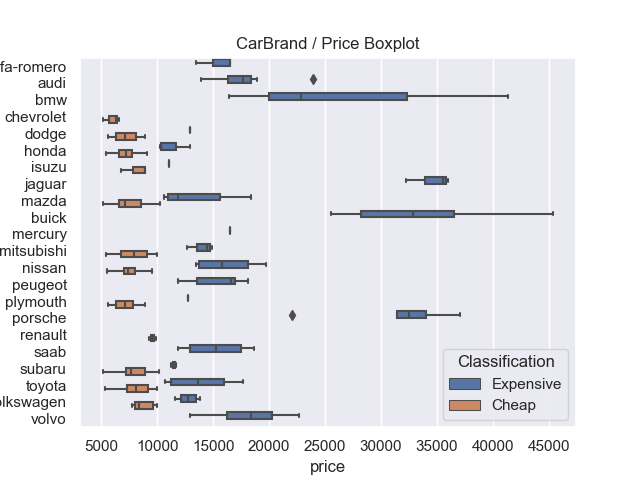 CarBrand / Price Boxplot
fa-romero
audi
bmw
chevrolet
dodge
honda
isuzu
jaguar
mazda
buick
mercury
mitsubishi
nissan
peugeot
plymouth
porsche
renault
saab
subaru
toyota
olkswagen
volvo
Classification
Expensive
Cheap
5000 10000 15000 20000 25000 30000 35000 40000 45000
price